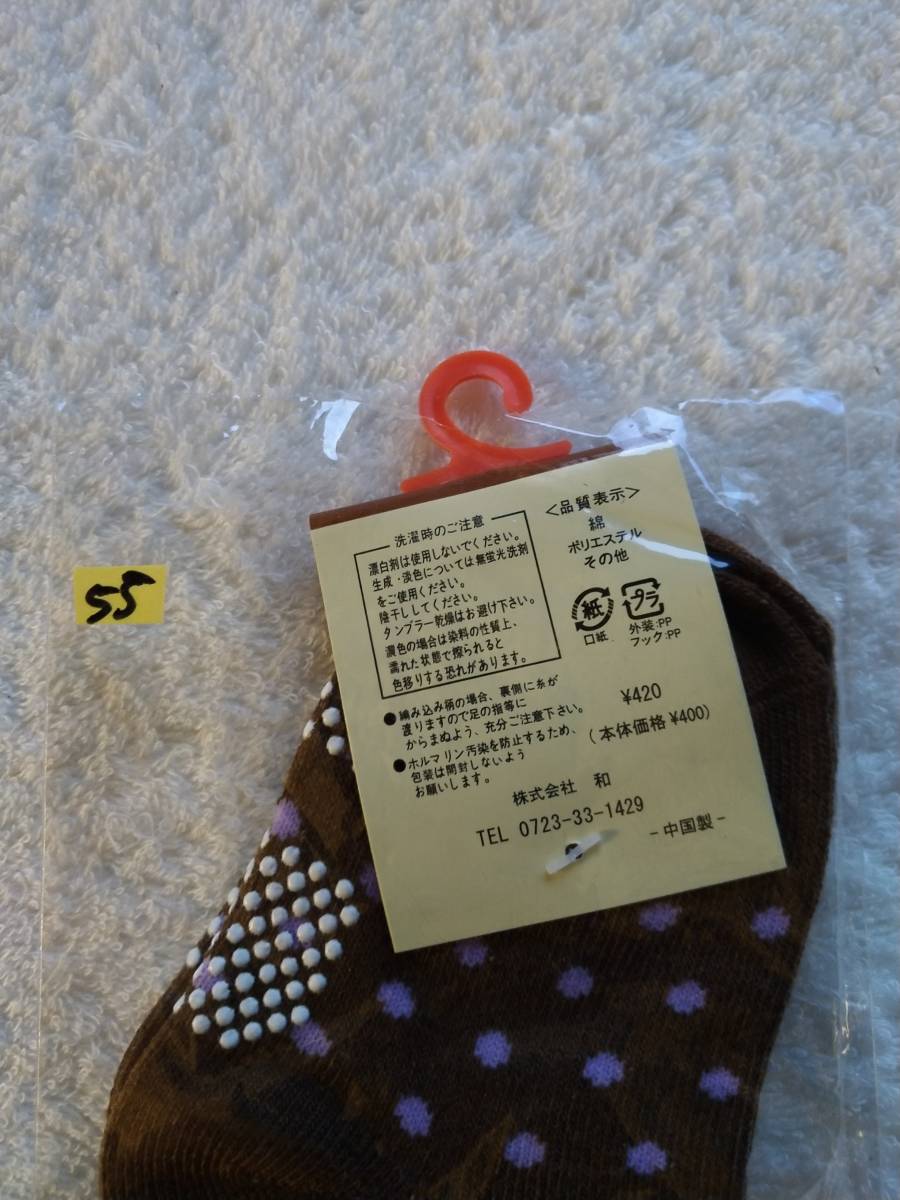 55
洗濯時のご注意
漂白剤は使用しないでください。
生成・淡色については無蛍光洗剤
をご使用ください。
陰干ししてください。
タンブラー乾燥はお避け下さい。
濃色の場合は染料の性質上、
濡れた状態で擦られると
色移りする恐れがあります。
●編み込み柄の場合、裏側に糸が
渡りますので足の指等に
からまぬよう、充分ご注意下さい。
●ホルマリン汚染を防止するため、
包装は開封しないよう
お願いします。
＜品質表示＞
綿
ポリエステル
その他
紙
口紙
プラ
外装:PP
フック:PP
¥420
(本体価格¥400)
株式会社 和
TEL 0723-33-1429
-中国製-